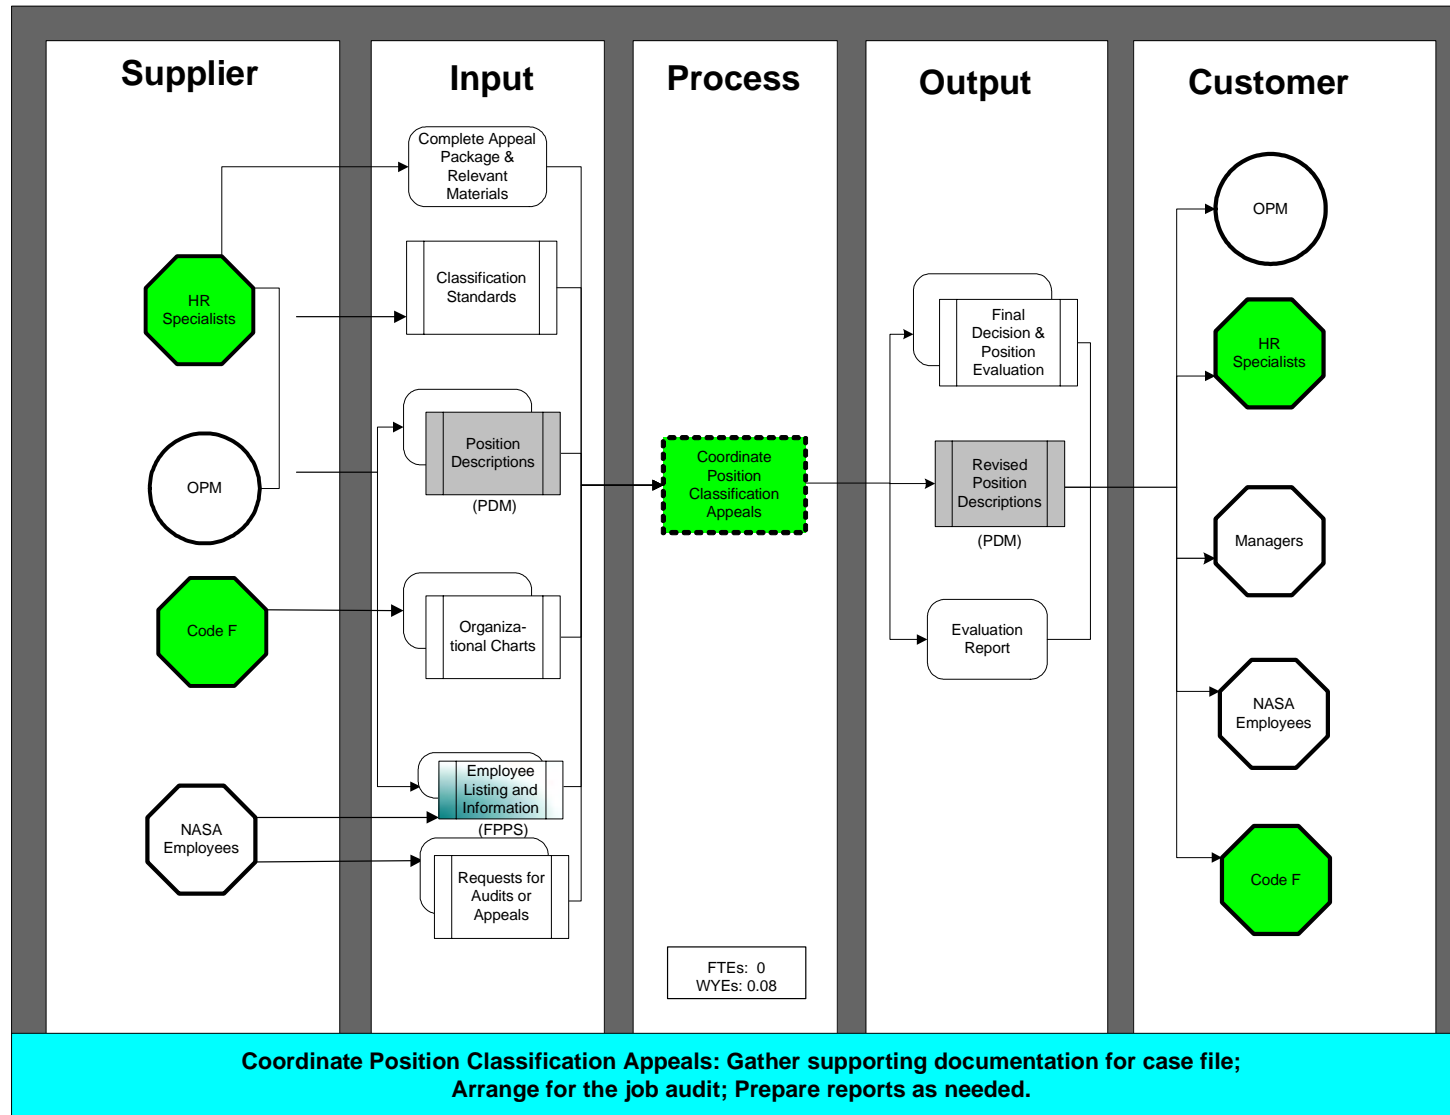 Supplier
Input
Process
Output
Customer
Complete Appeal
Package &
Relevant
Materials
Classification
Standards
Position
Descriptions
(PDM)
Organiza-
tional Charts
Employee
Listing and
Information
(FPPS)
Requests for
Audits or
Appeals
HR
Specialists
OPM
Code F
NASA
Employees
Coordinate
Position
Classification
Appeals
FTEs:  0
WYEs: 0.08
Final
Decision &
Position
Evaluation
Revised
Position
Descriptions
(PDM)
Evaluation
Report
OPM
HR
Specialists
Managers
NASA
Employees
Code F
Coordinate Position Classification Appeals: Gather supporting documentation for case file;
Arrange for the job audit; Prepare reports as needed.